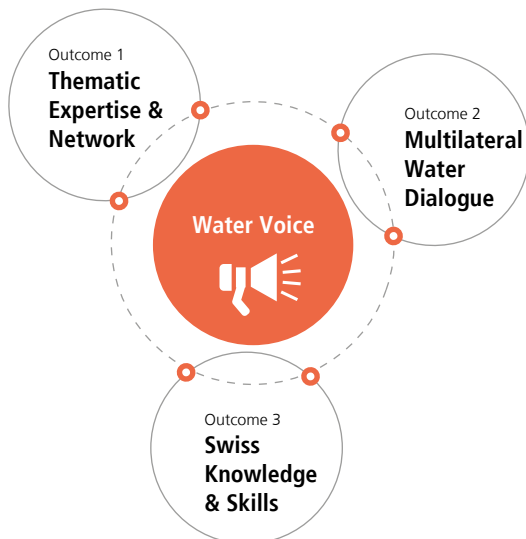 Outcome 1
Thematic
Expertise &
Network
Outcome 2
Multilateral
Water
Dialogue
Water Voice
Outcome 3
Swiss
Knowledge
& Skills